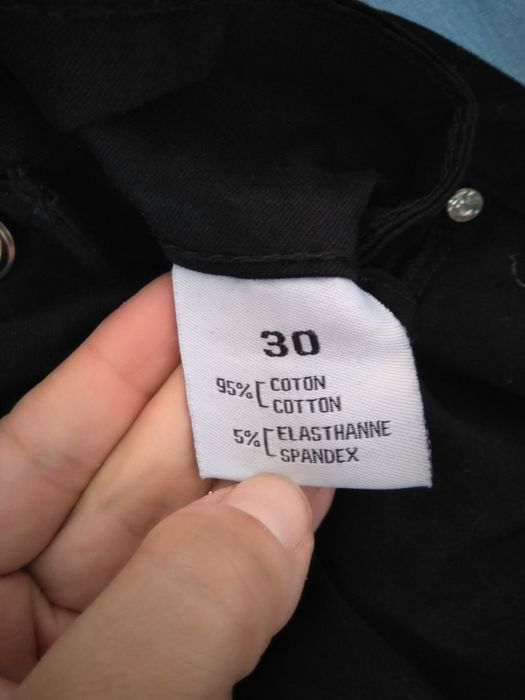 30
95% [ COTON
COTTON
5% [ ELASTHANNE
SPANDEX